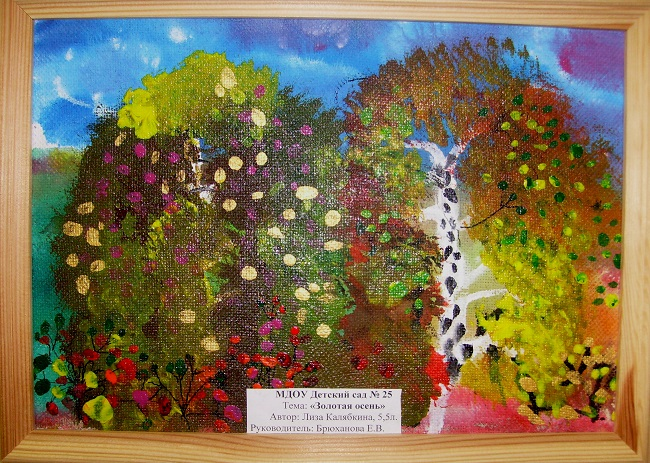 МДОУ Детский сад № 25
Тема: «Золотая осень»
Автор: Лиза Калябкина, 5,5л.
Руководитель: Брюханова Е.В.